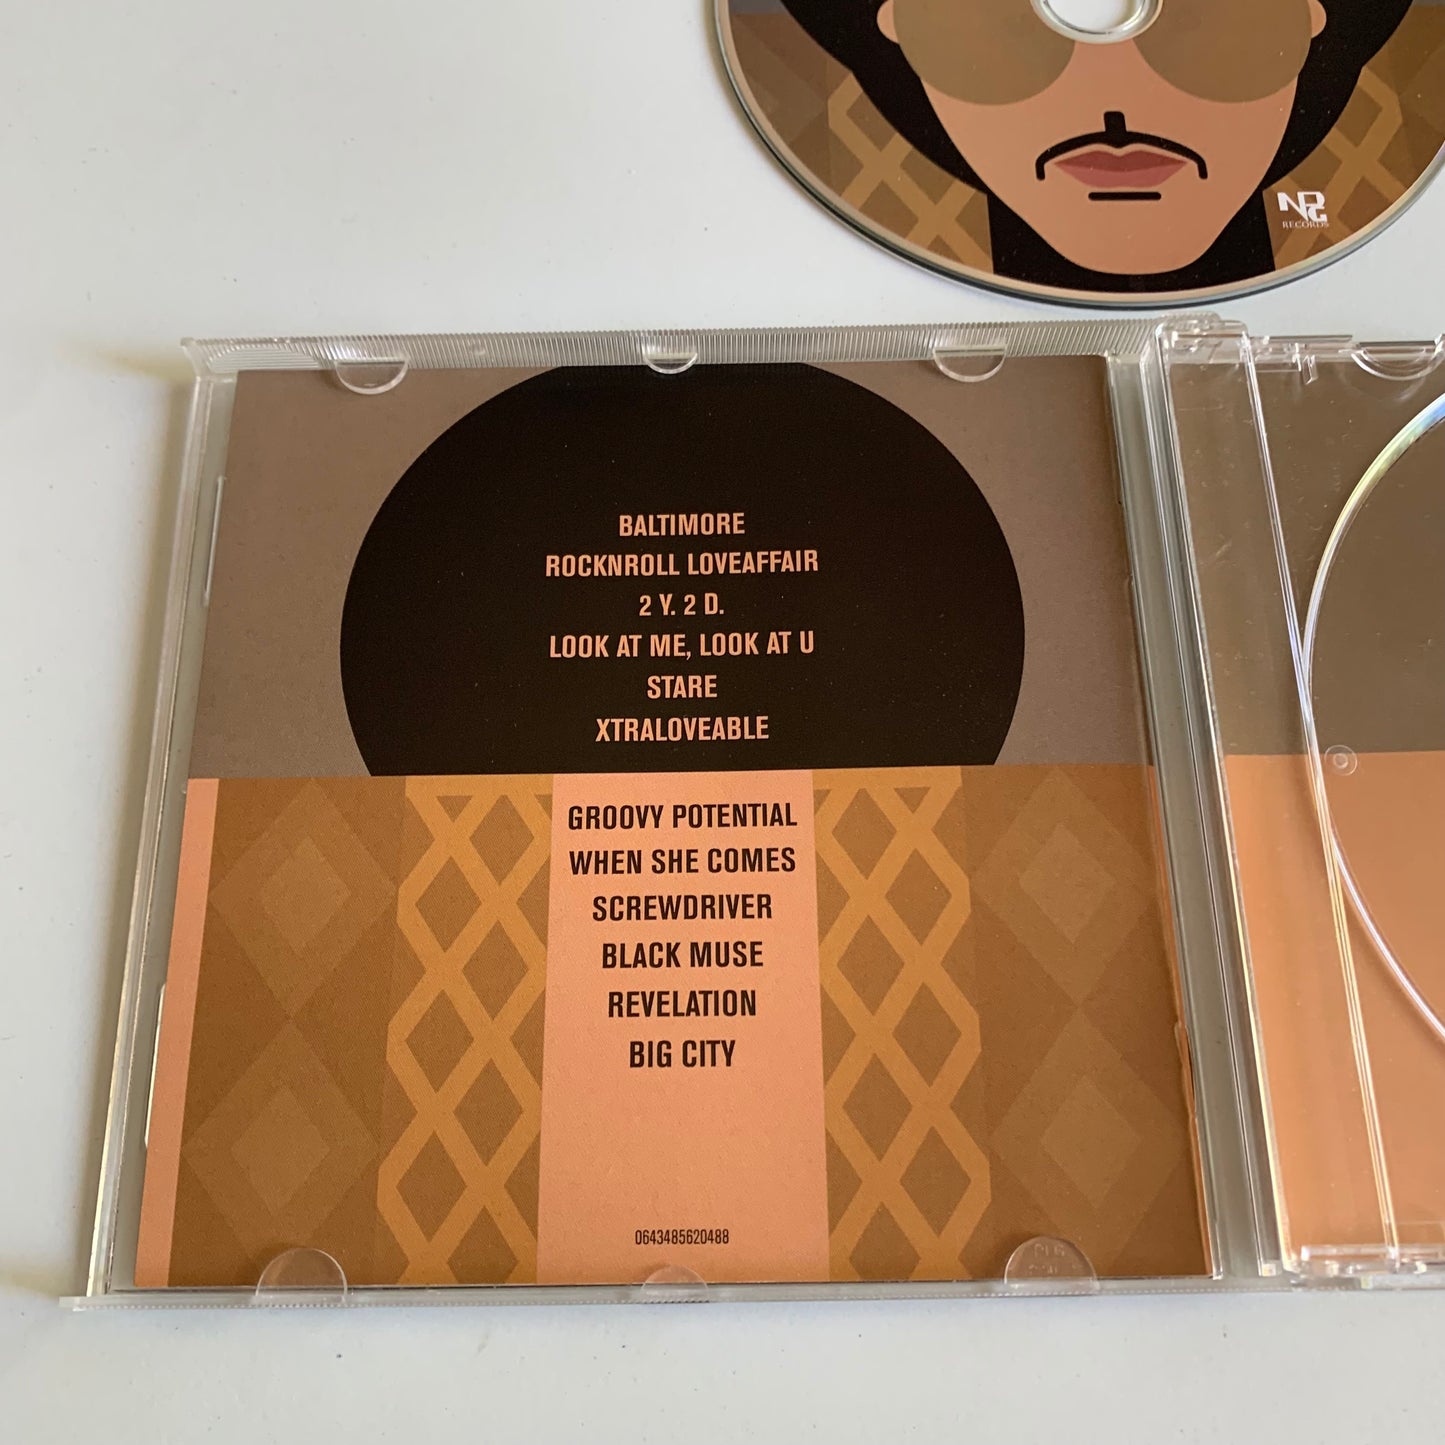 NPG
RECORDS
BALTIMORE
ROCKNROLL LOVEAFFAIR
2 Y. 2 D.
LOOK AT ME, LOOK AT U
STARE
XTRALOVEABLE
GROOVY POTENTIAL
WHEN SHE COMES
SCREWDRIVER
BLACK MUSE
REVELATION
BIG CITY
0643485620488